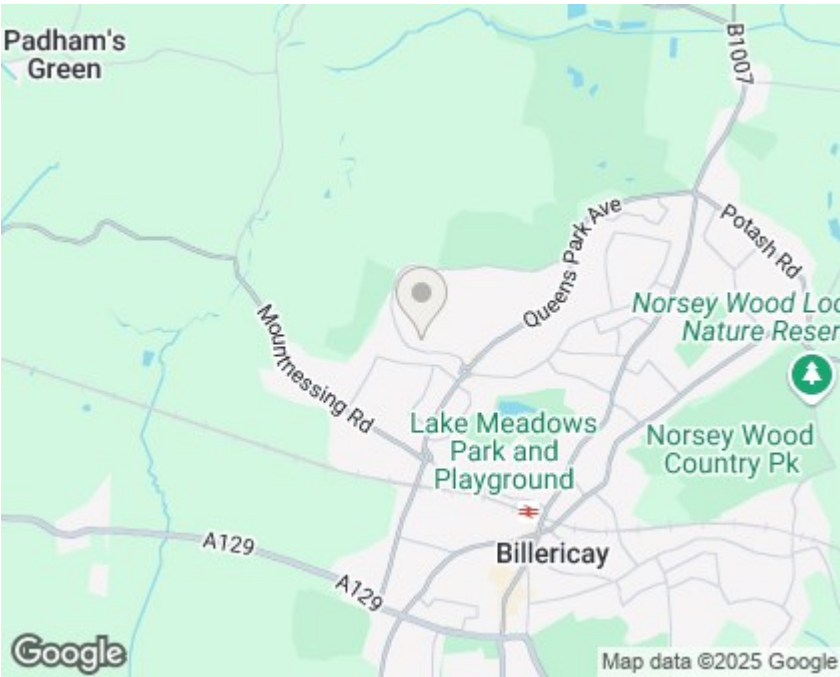 Padham's
Green
B1007
Queens Park Ave
Potash Rd
Norsey Wood Loc
Nature Reser
Mountnessing Rd
Lake Meadows
Park and
Playground
Norsey Wood
Country Pk
A129
Billericay
A129
Google
Map data ©2025 Google